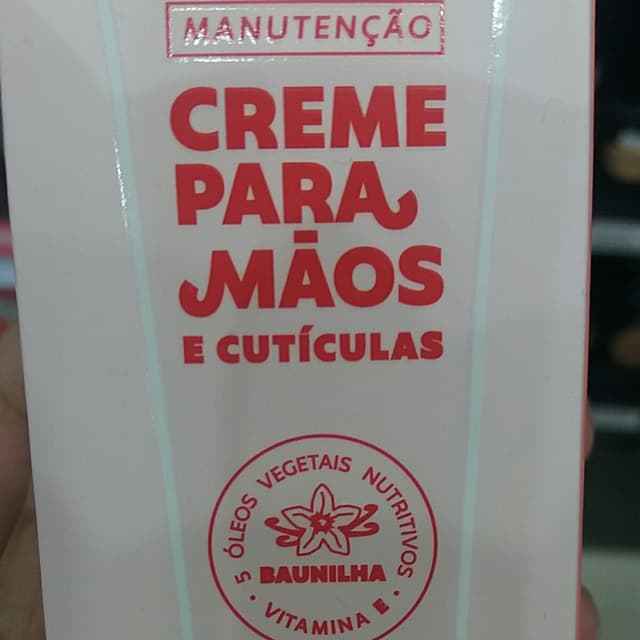 MANUTENÇÃO
CREME
PARA
MÃOS
E CUTÍCULAS
5 ÓLEOS VEGETAIS NUTRITIVOS
BAUNILHA
• VITAMINA E •